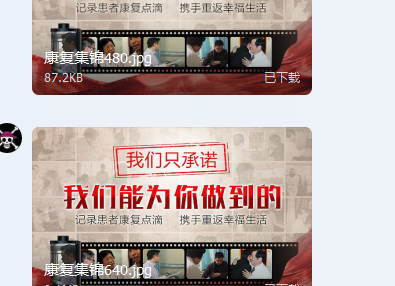 记录患者康复点滴 携手重返幸福生活
康复集锦480.jpg
87.2KB 已下载
我们只承诺
我们能为你做到的
记录患者康复点滴 携手重返幸福生活
康复集锦640.jpg